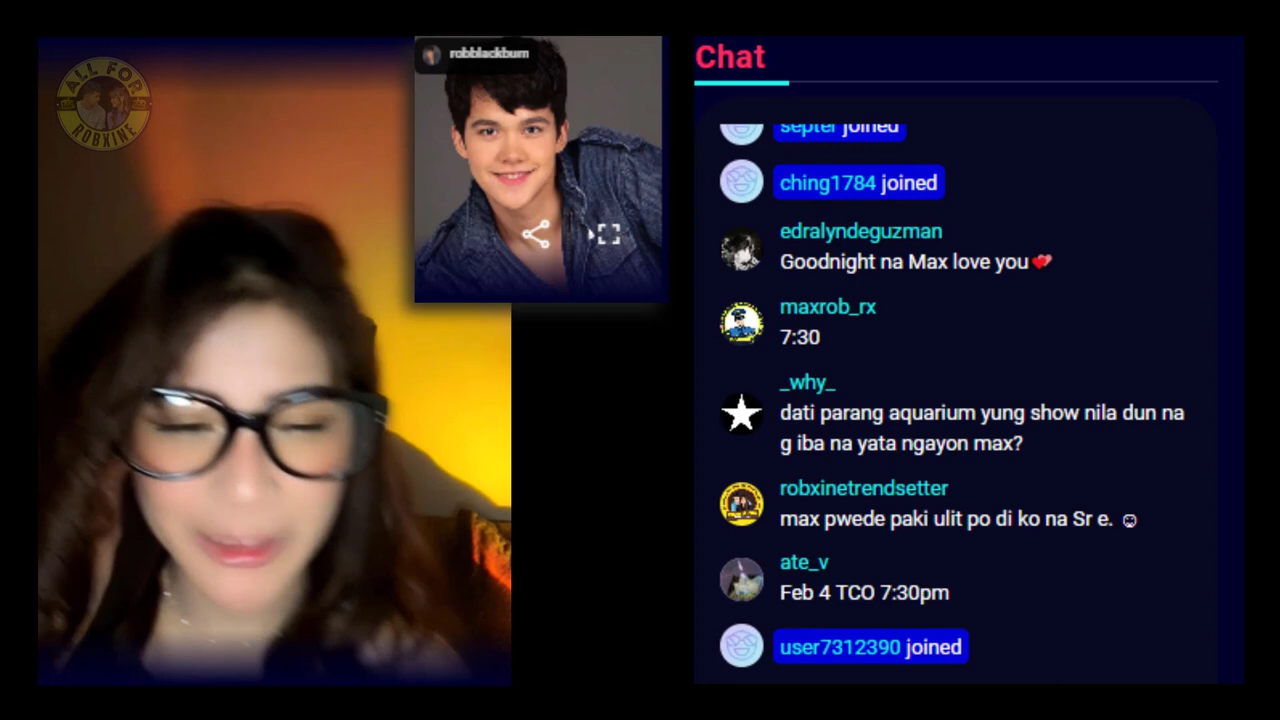 ALL FOR
ROBXINE
robblackburn
Chat
septer joined
ching1784 joined
edralyndeguzman
Goodnight na Max love you💕
maxrob_rx
7:30
_why_
dati parang aquarium yung show nila dun na
g iba na yata ngayon max?
robxinetrendsetter
max pwede paki ulit po di ko na Sr e. ☺
ate_v
Feb 4 TCO 7:30pm
user7312390 joined